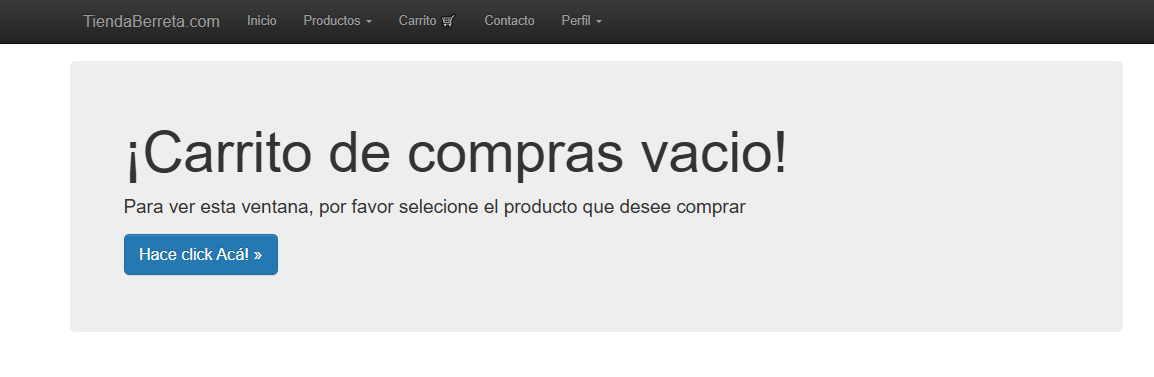 TiendaBerreta.com Inicio Productos Carrito Contacto Perfil
¡Carrito de compras vacio!
Para ver esta ventana, por favor selecione el producto que desee comprar
Hace click Acá! »